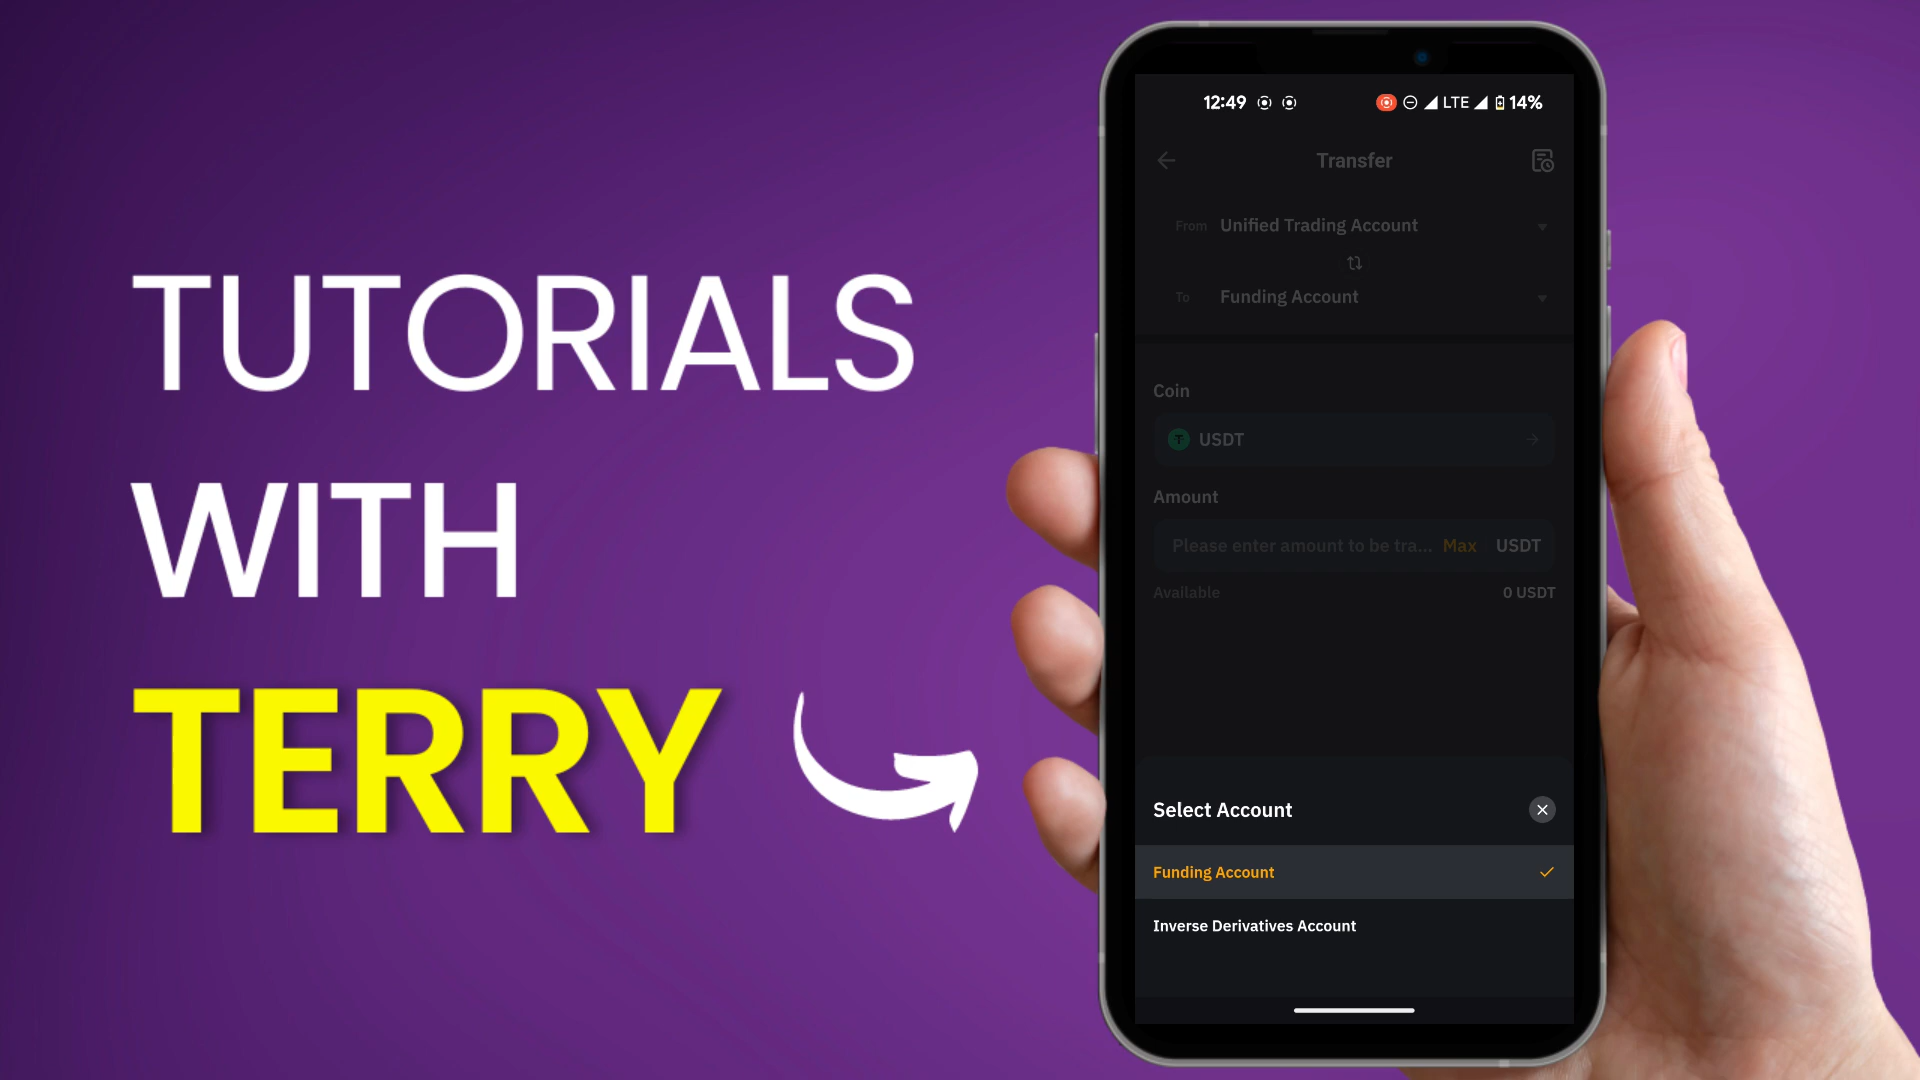 TUTORIALS
WITH
TERRY
12:49 LTE 14%
Transfer
From Unified Trading Account
To Funding Account
Coin
USDT
Amount
Please enter amount to be tra... Max USDT
Available 0 USDT
Select Account
Funding Account
Inverse Derivatives Account